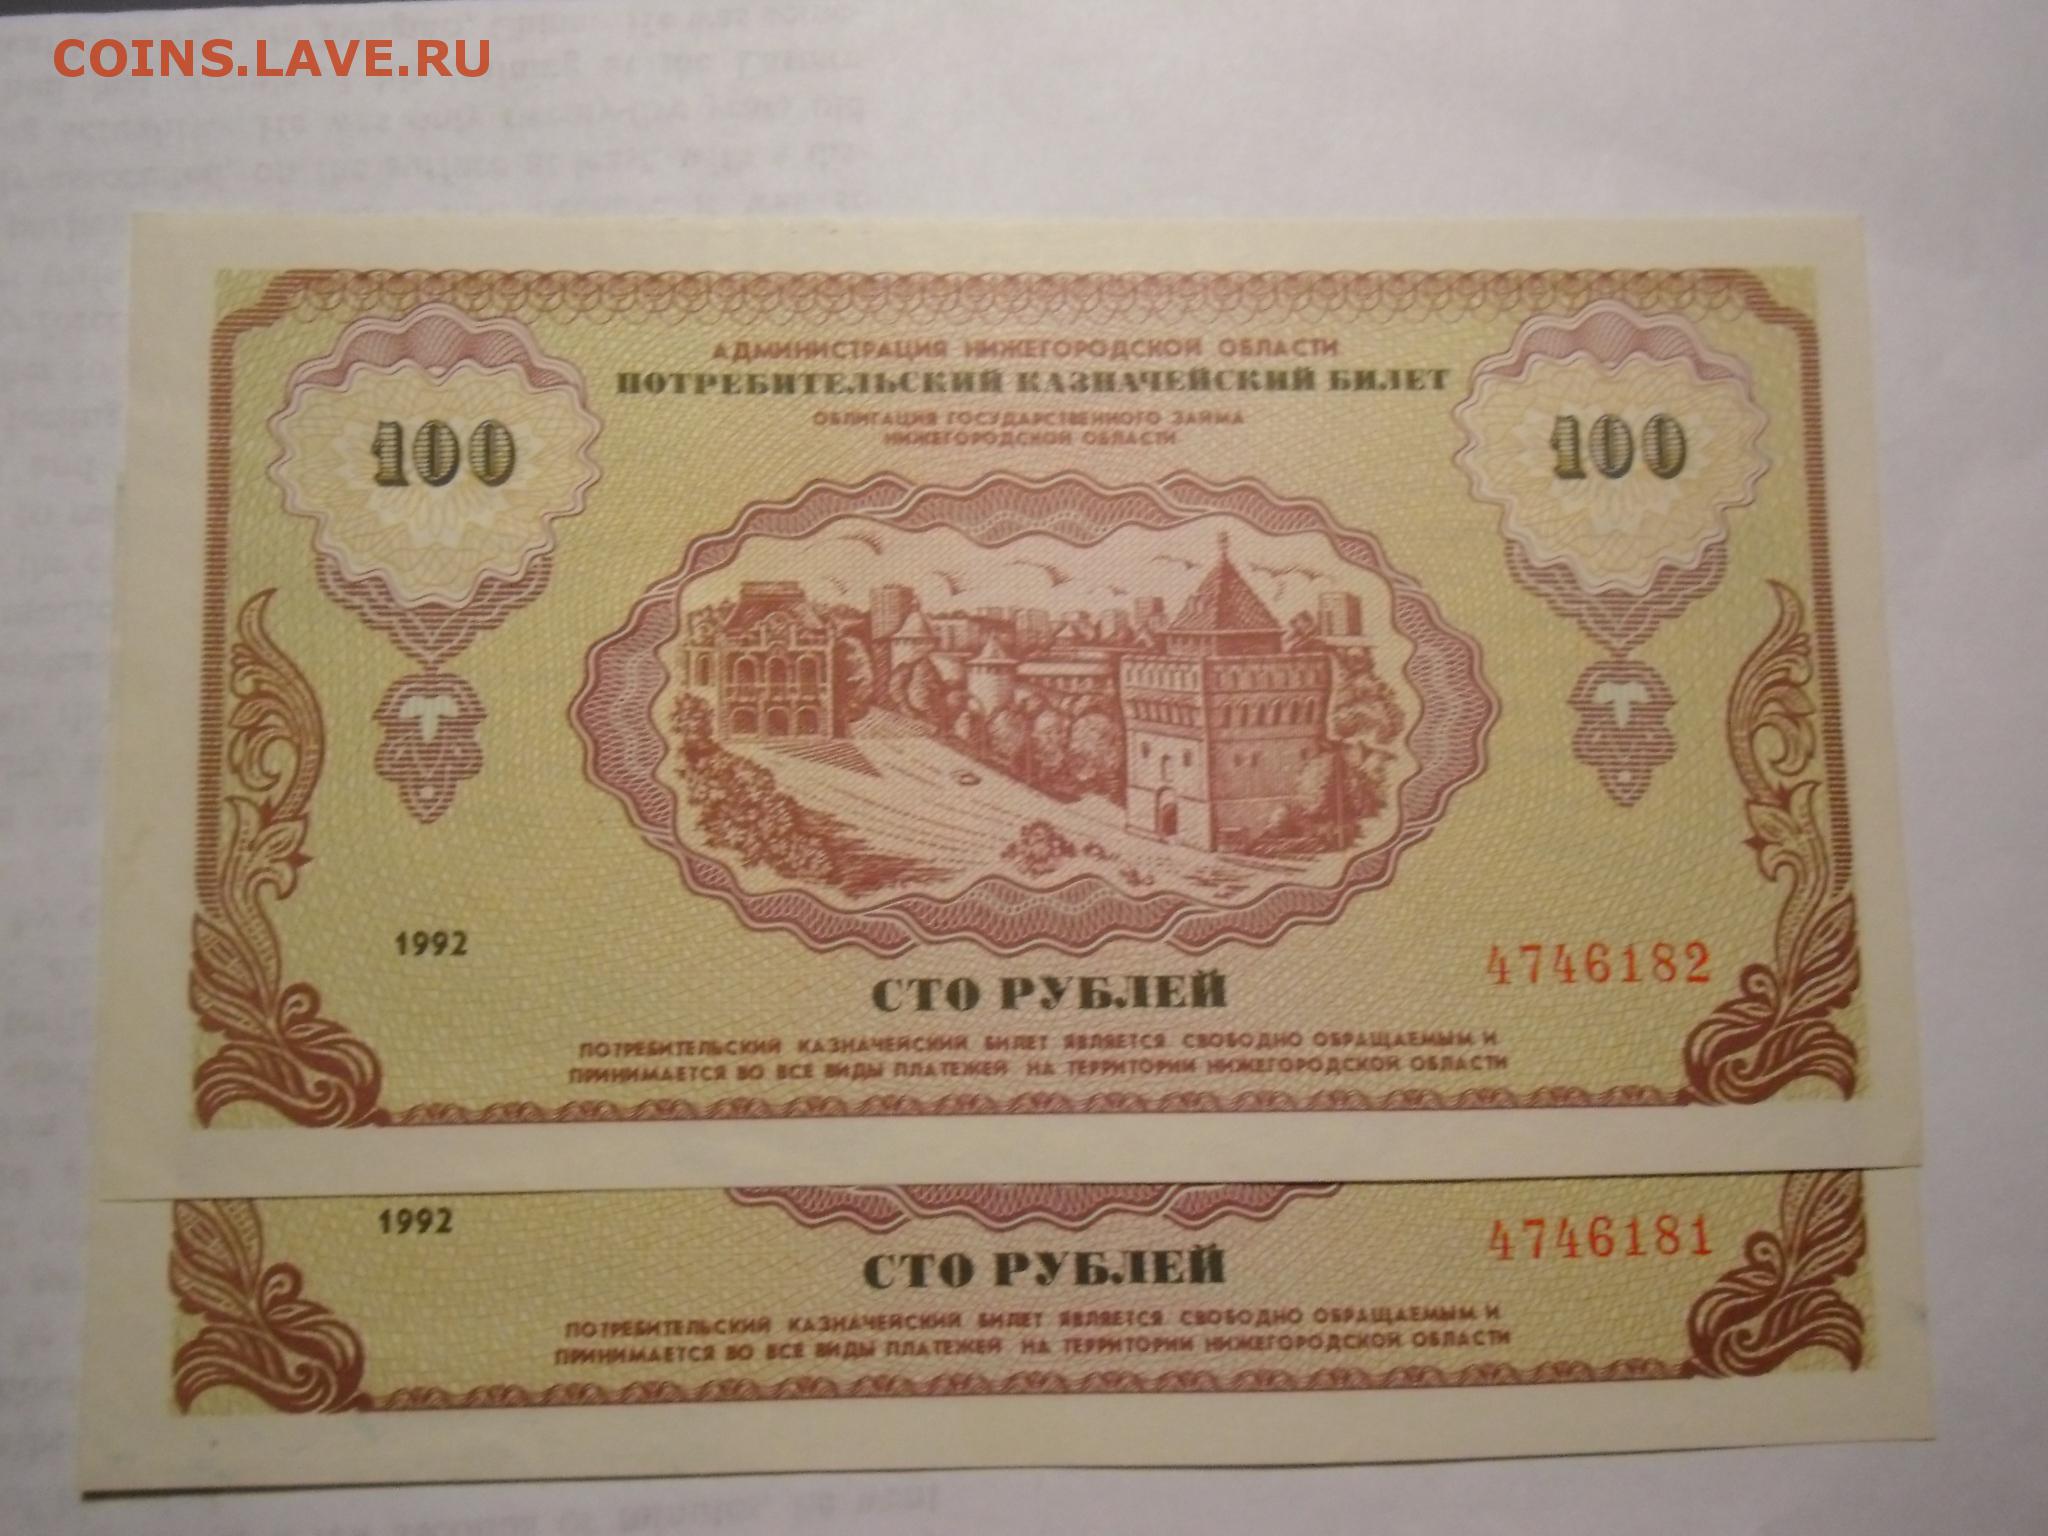 COINS.LAVE.RU
АДМИНИСТРАЦИЯ НИЖЕГОРОДСКОЙ ОБЛАСТИ
ПОТРЕБИТЕЛЬСКИЙ КАЗНАЧЕЙСКИЙ БИЛЕТ
ОБЛИГАЦИЯ ГОСУДАРСТВЕННОГО ЗАЙМА
НИЖЕГОРОДСКОЙ ОБЛАСТИ
100
100
1992
4746182
СТО РУБЛЕЙ
ПОТРЕБИТЕЛЬСКИЙ КАЗНАЧЕЙСКИЙ БИЛЕТ ЯВЛЯЕТСЯ СВОБОДНО ОБРАЩАЕМЫМ И
ПРИНИМАЕТСЯ ВО ВСЕ ВИДЫ ПЛАТЕЖЕЙ НА ТЕРРИТОРИИ НИЖЕГОРОДСКОЙ ОБЛАСТИ
1992
4746181
СТО РУБЛЕЙ
ПОТРЕБИТЕЛЬСКИЙ КАЗНАЧЕЙСКИЙ БИЛЕТ ЯВЛЯЕТСЯ СВОБОДНО ОБРАЩАЕМЫМ И
ПРИНИМАЕТСЯ ВО ВСЕ ВИДЫ ПЛАТЕЖЕЙ НА ТЕРРИТОРИИ НИЖЕГОРОДСКОЙ ОБЛАСТИ